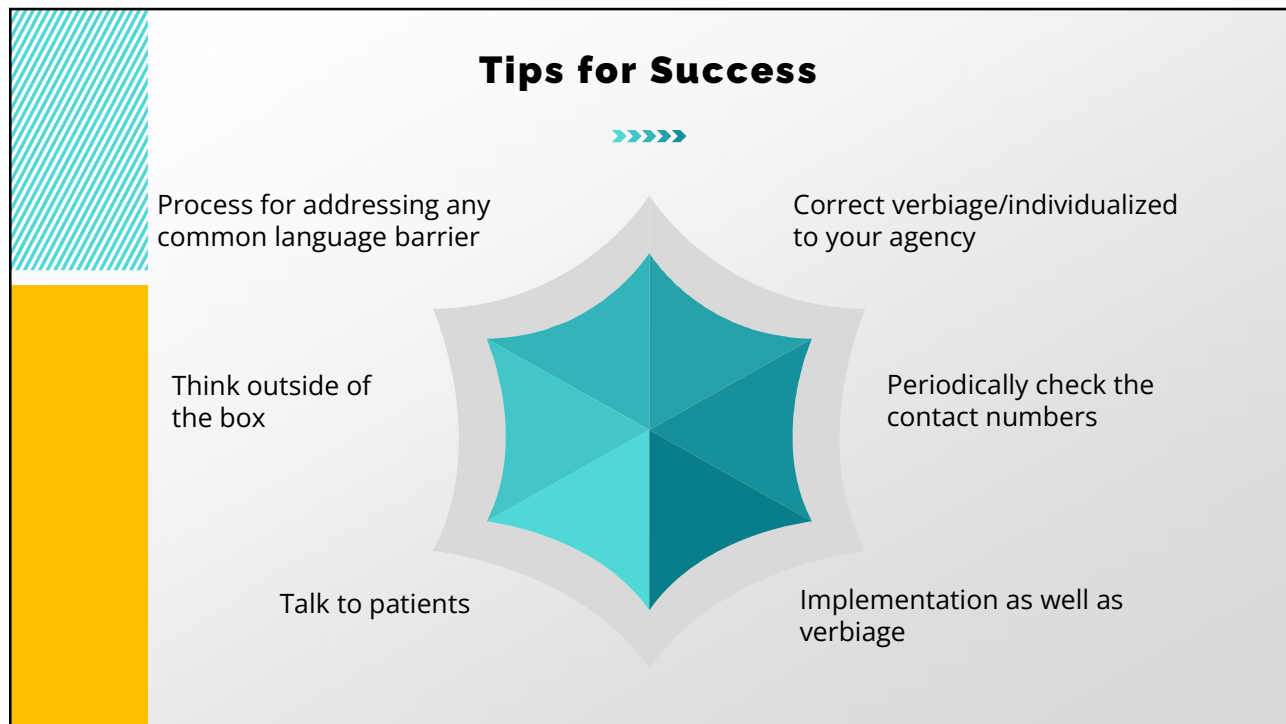 Tips for Success
Process for addressing any
common language barrier
Correct verbiage/individualized
to your agency
Think outside of
the box
Periodically check the
contact numbers
Talk to patients
Implementation as well as
verbiage